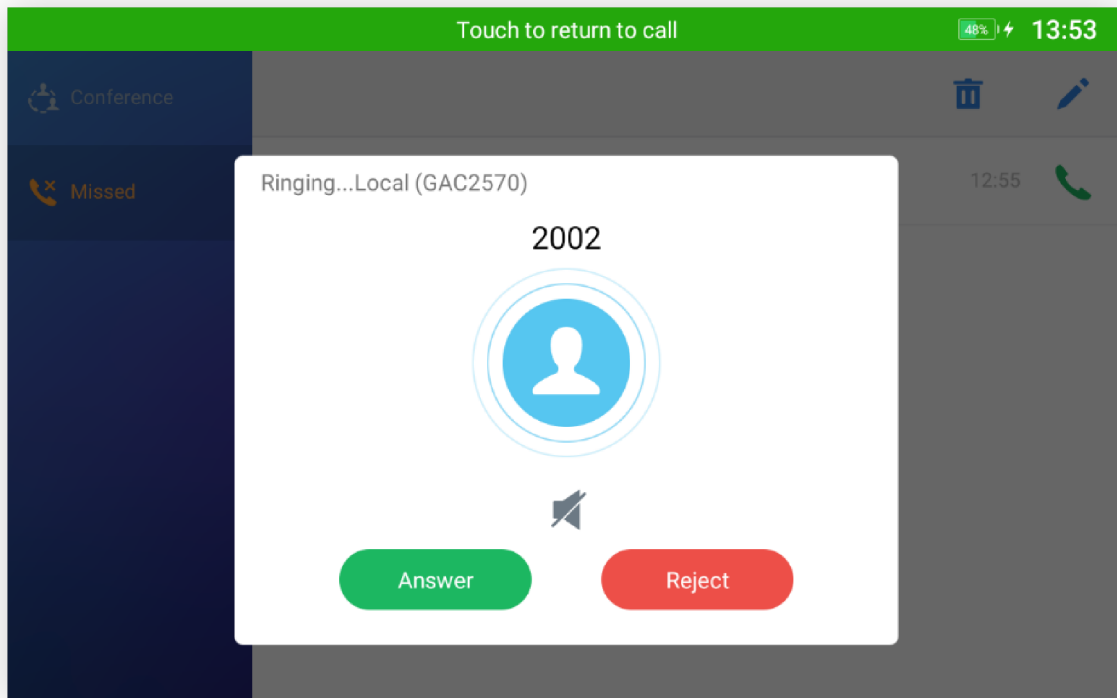 Touch to return to call
48%
13:53
Conference
Missed
12:55
Ringing...Local (GAC2570)
2002
Answer
Reject